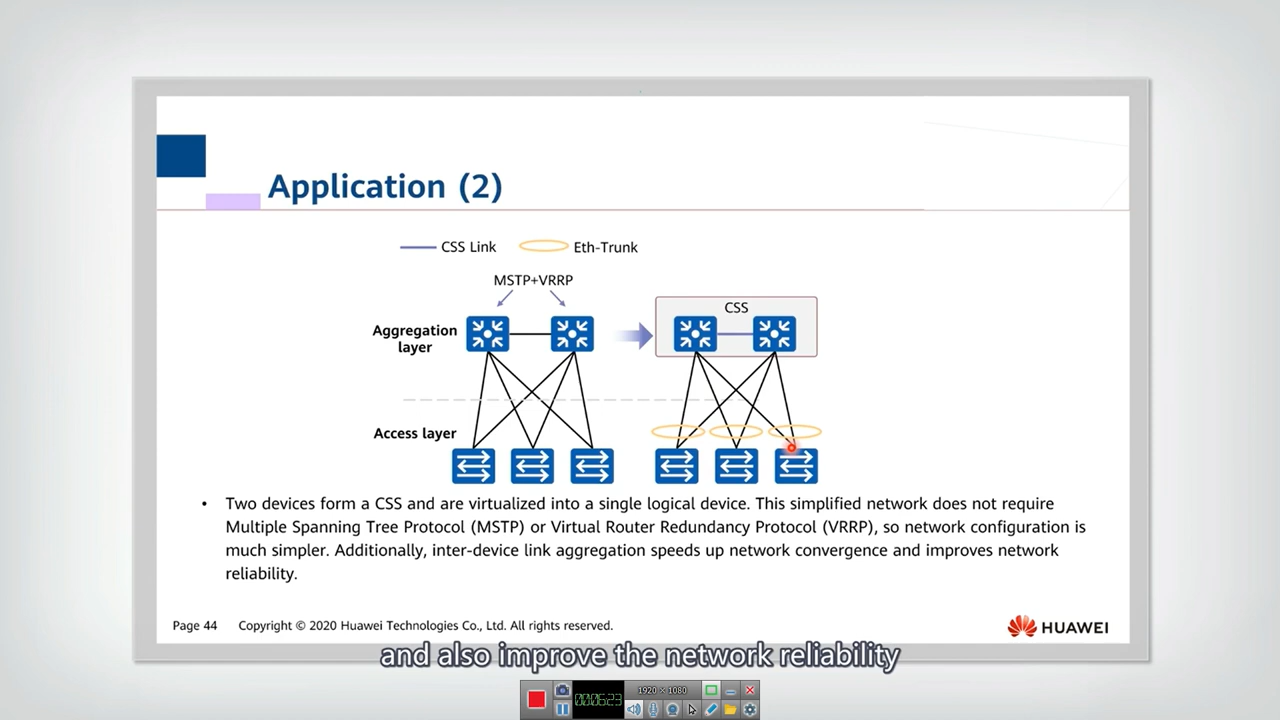 Application (2)
CSS Link
Eth-Trunk
MSTP+VRRP
CSS
Aggregation
layer
Access layer
• Two devices form a CSS and are virtualized into a single logical device. This simplified network does not require
Multiple Spanning Tree Protocol (MSTP) or Virtual Router Redundancy Protocol (VRRP), so network configuration is
much simpler. Additionally, inter-device link aggregation speeds up network convergence and improves network
reliability.
Page 44 Copyright © 2020 Huawei Technologies Co., Ltd. All rights reserved.
HUAWEI
and also improve the network reliability
000623
1920 × 1080